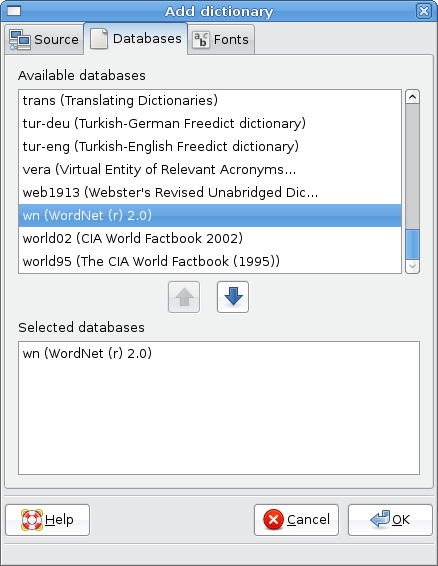 Add dictionary
Source Databases Fonts
Available databases
trans (Translating Dictionaries)
tur-deu (Turkish-German Freedict dictionary)
tur-eng (Turkish-English Freedict dictionary)
vera (Virtual Entity of Relevant Acronyms...
web1913 (Webster's Revised Unabridged Dic...
wn (WordNet (r) 2.0)
world02 (CIA World Factbook 2002)
world95 (The CIA World Factbook (1995))
Selected databases
wn (WordNet (r) 2.0)
Help Cancel OK